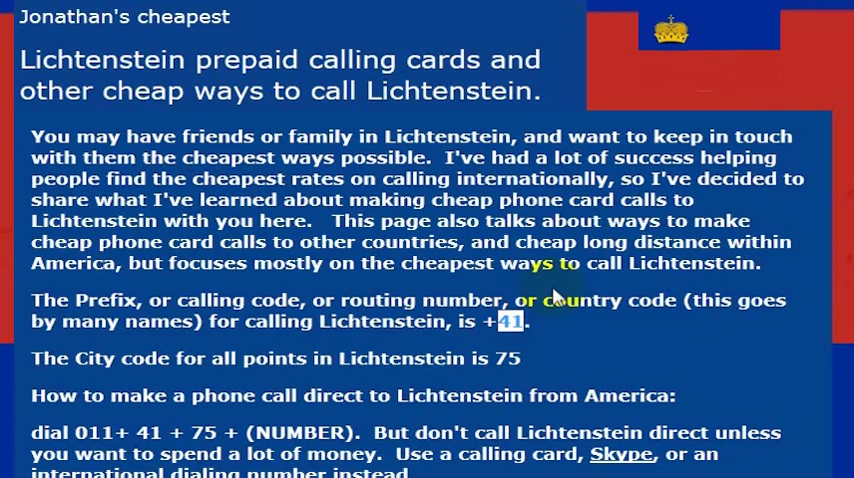 Jonathan's cheapest
Lichtenstein prepaid calling cards and
other cheap ways to call Lichtenstein.
You may have friends or family in Lichtenstein, and want to keep in touch
with them the cheapest ways possible.  I've had a lot of success helping
people find the cheapest rates on calling internationally, so I've decided to
share what I've learned about making cheap phone card calls to
Lichtenstein with you here.   This page also talks about ways to make
cheap phone card calls to other countries, and cheap long distance within
America, but focuses mostly on the cheapest ways to call Lichtenstein.
The Prefix, or calling code, or routing number, or country code (this goes
by many names) for calling Lichtenstein, is +41.
The City code for all points in Lichtenstein is 75
How to make a phone call direct to Lichtenstein from America:
dial 011+ 41 + 75 + (NUMBER).  But don't call Lichtenstein direct unless
you want to spend a lot of money.  Use a calling card, Skype, or an
international dialing number instead